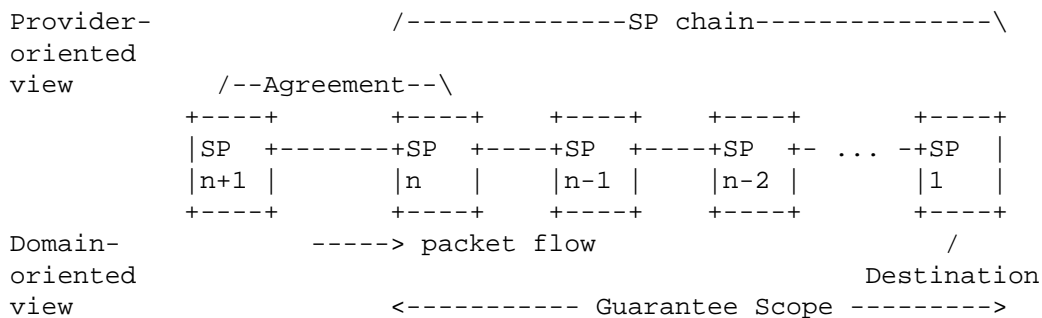 Provider-                /--------------SP chain---------------\
oriented
view         /--Agreement--\
           +----+       +----+    +----+    +----+       +----+
           |SP  +-------+SP  +----+SP  +----+SP  +- ... -+SP  |
           |n+1 |       |n   |    |n-1 |    |n-2 |       |1   |
           +----+       +----+    +----+    +----+       +----+
Domain-            -----> packet flow                      /
oriented                                              Destination
view                    <----------- Guarantee Scope --------->